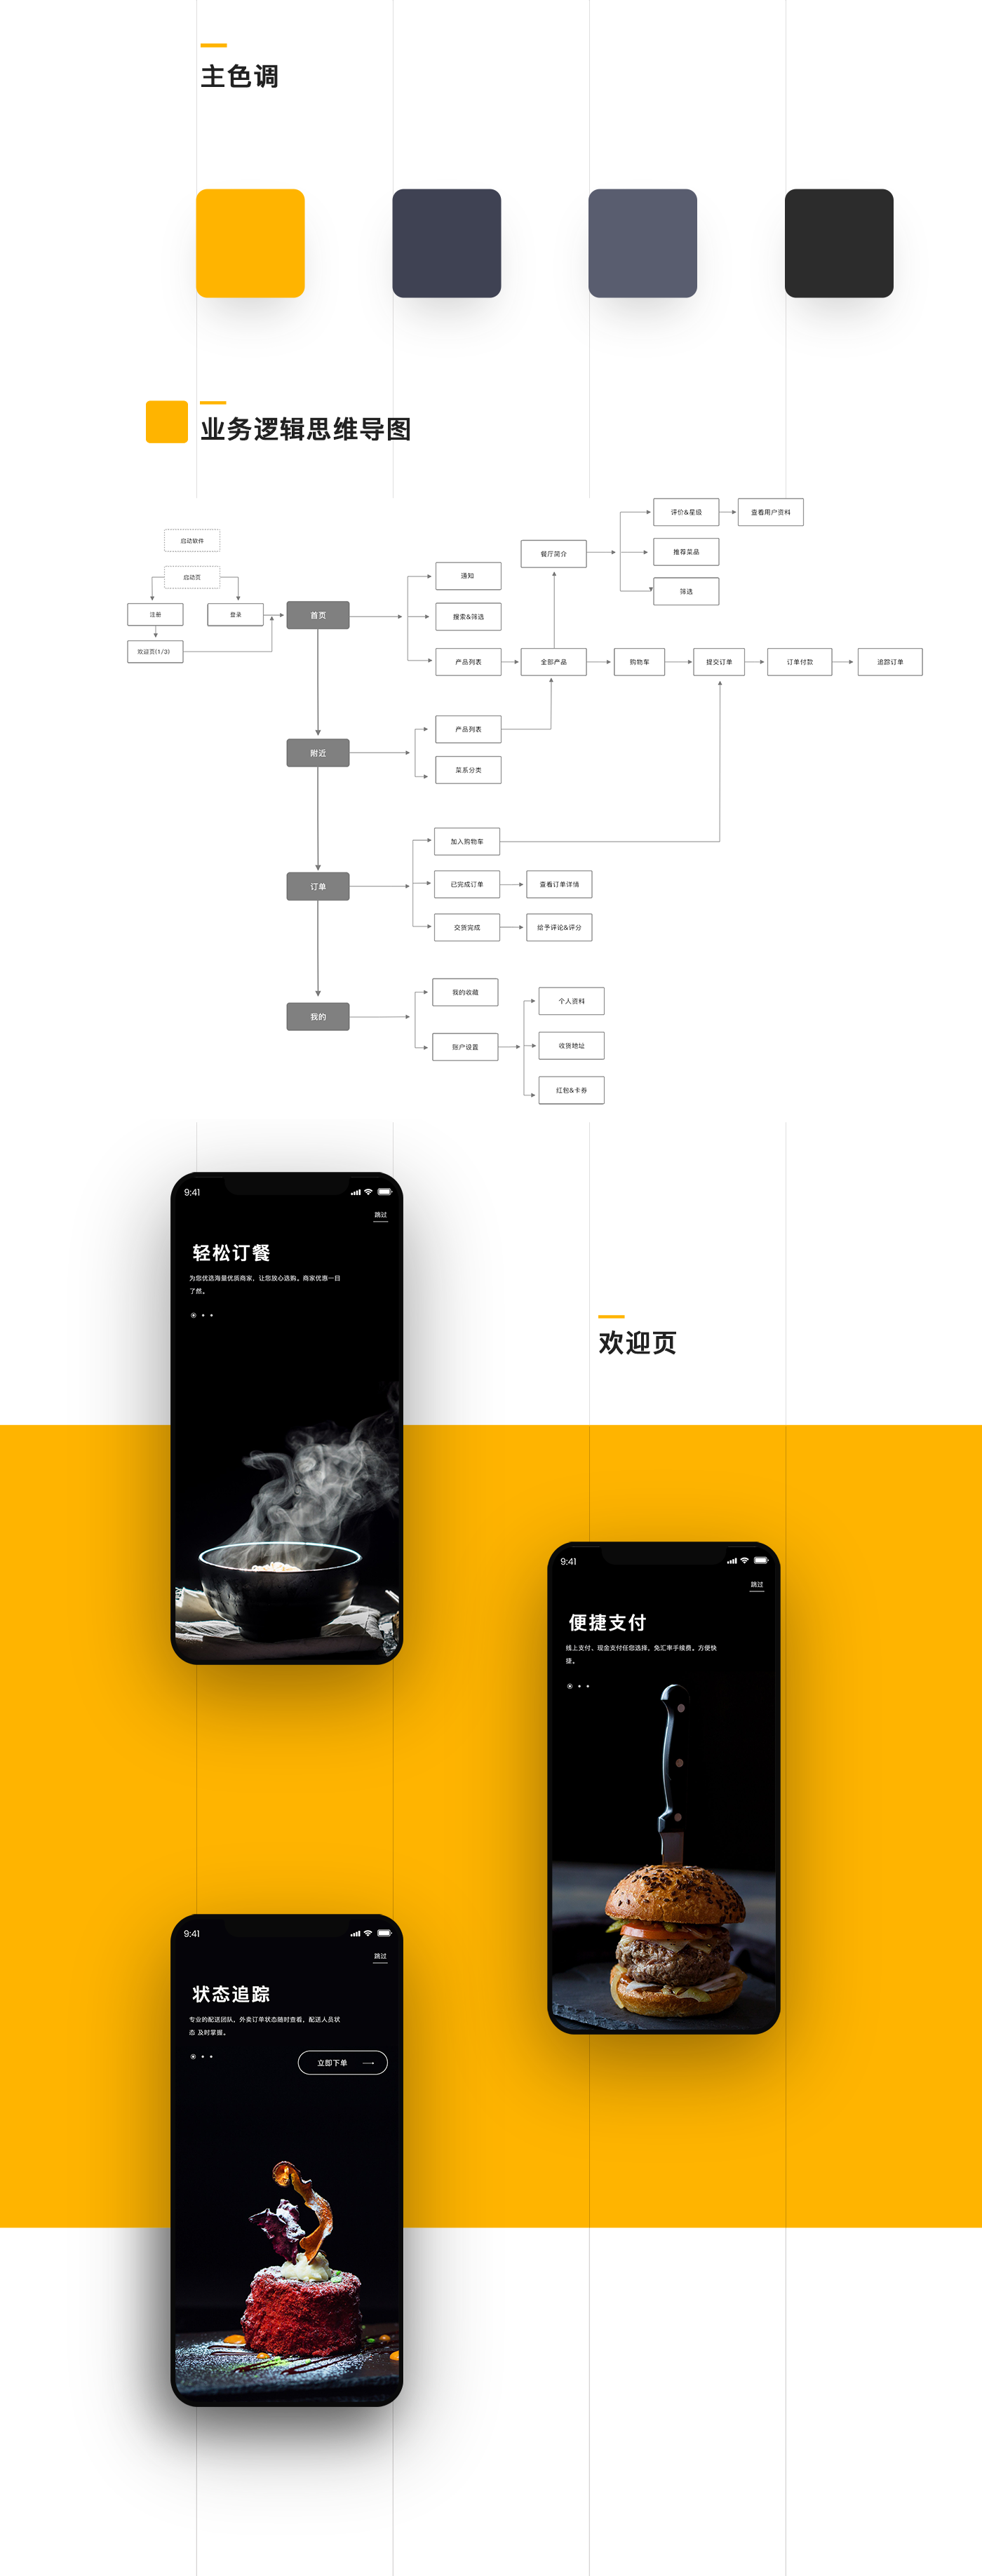 主色调
业务逻辑思维导图
启动软件
启动页
注册
登录
欢迎页(1/3)
首页
通知
搜索&筛选
产品列表
全部产品
餐厅简介
评价&星级
查看用户资料
推荐菜品
筛选
购物车
提交订单
订单付款
追踪订单
附近
产品列表
菜系分类
订单
加入购物车
已完成订单
查看订单详情
交货完成
给予评论&评分
我的
我的收藏
账户设置
个人资料
收货地址
红包&卡券
9:41
跳过
轻松订餐
为您优选海量优质商家，让您放心选购。商家优惠一目
了然。
欢迎页
9:41
跳过
便捷支付
线上支付、现金支付任您选择，免汇率手续费。方便快
捷。
9:41
跳过
状态追踪
专业的配送团队，外卖订单状态随时查看，配送人员状
态 及时掌握。
立即下单